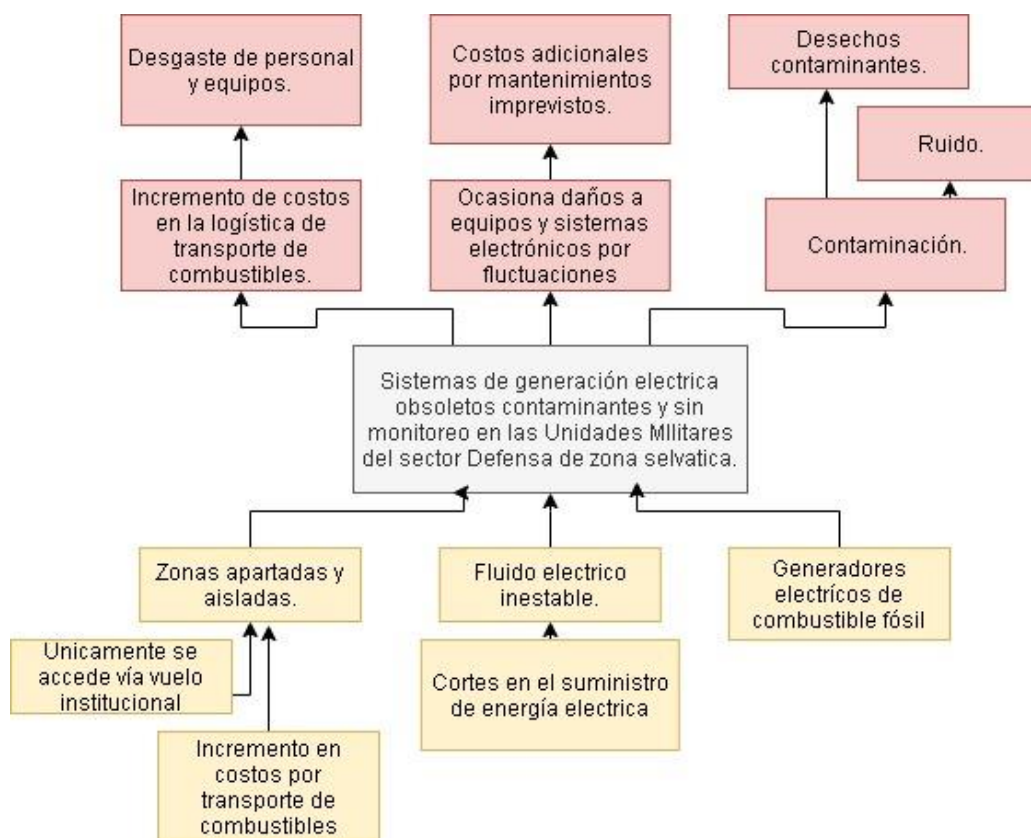 Desgaste de personal
y equipos.
Costos adicionales
por mantenimientos
imprevistos.
Desechos
contaminantes.
Ruido.
Incremento de costos
en la logística de
transporte de
combustibles.
Ocasiona daños a
equipos y sistemas
electrónicos por
fluctuaciones
Contaminación.
Sistemas de generación electrica
obsoletos contaminantes y sin
monitoreo en las Unidades MIlitares
del sector Defensa de zona selvatica.
Zonas apartadas y
aisladas.
Fluido electrico
inestable.
Generadores
electrícos de
combustible fósil
Unicamente se
accede vía vuelo
institucional
Cortes en el suministro
de energía electrica
Incremento en
costos por
transporte de
combustibles